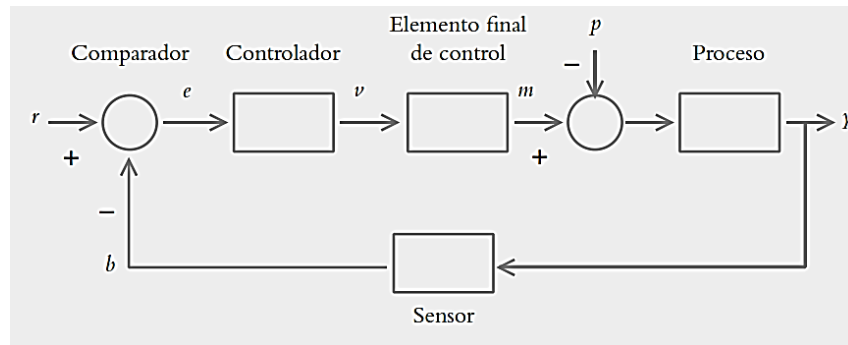 Elemento final
Comparador Controlador de control p Proceso
−
r e v m y
+ +
−
b
Sensor